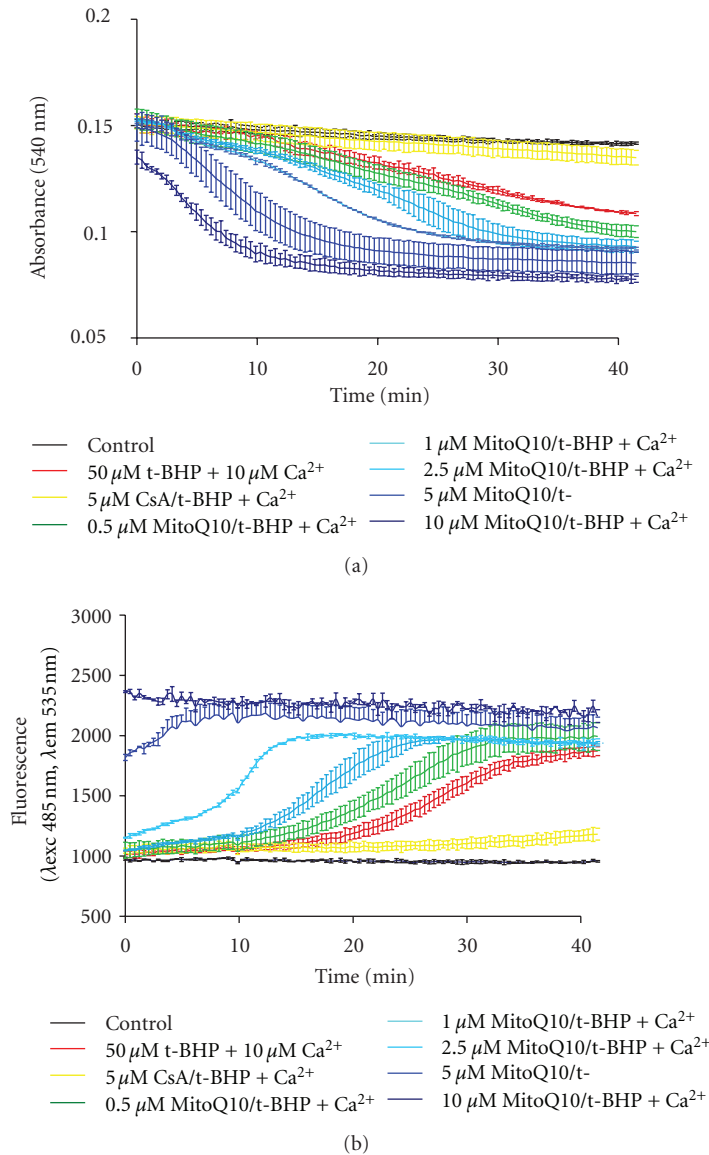 0.2
0.15
0.1
0.05
Absorbance (540 nm)
0 10 20 30 40
Time (min)
Control
50 μM t-BHP + 10 μM Ca²⁺
5 μM CsA/t-BHP + Ca²⁺
0.5 μM MitoQ10/t-BHP + Ca²⁺
1 μM MitoQ10/t-BHP + Ca²⁺
2.5 μM MitoQ10/t-BHP + Ca²⁺
5 μM MitoQ10/t-
10 μM MitoQ10/t-BHP + Ca²⁺
(a)
3000
2500
2000
1500
1000
500
Fluorescence
(λexc 485 nm, λem 535 nm)
0 10 20 30 40
Time (min)
Control
50 μM t-BHP + 10 μM Ca²⁺
5 μM CsA/t-BHP + Ca²⁺
0.5 μM MitoQ10/t-BHP + Ca²⁺
1 μM MitoQ10/t-BHP + Ca²⁺
2.5 μM MitoQ10/t-BHP + Ca²⁺
5 μM MitoQ10/t-
10 μM MitoQ10/t-BHP + Ca²⁺
(b)